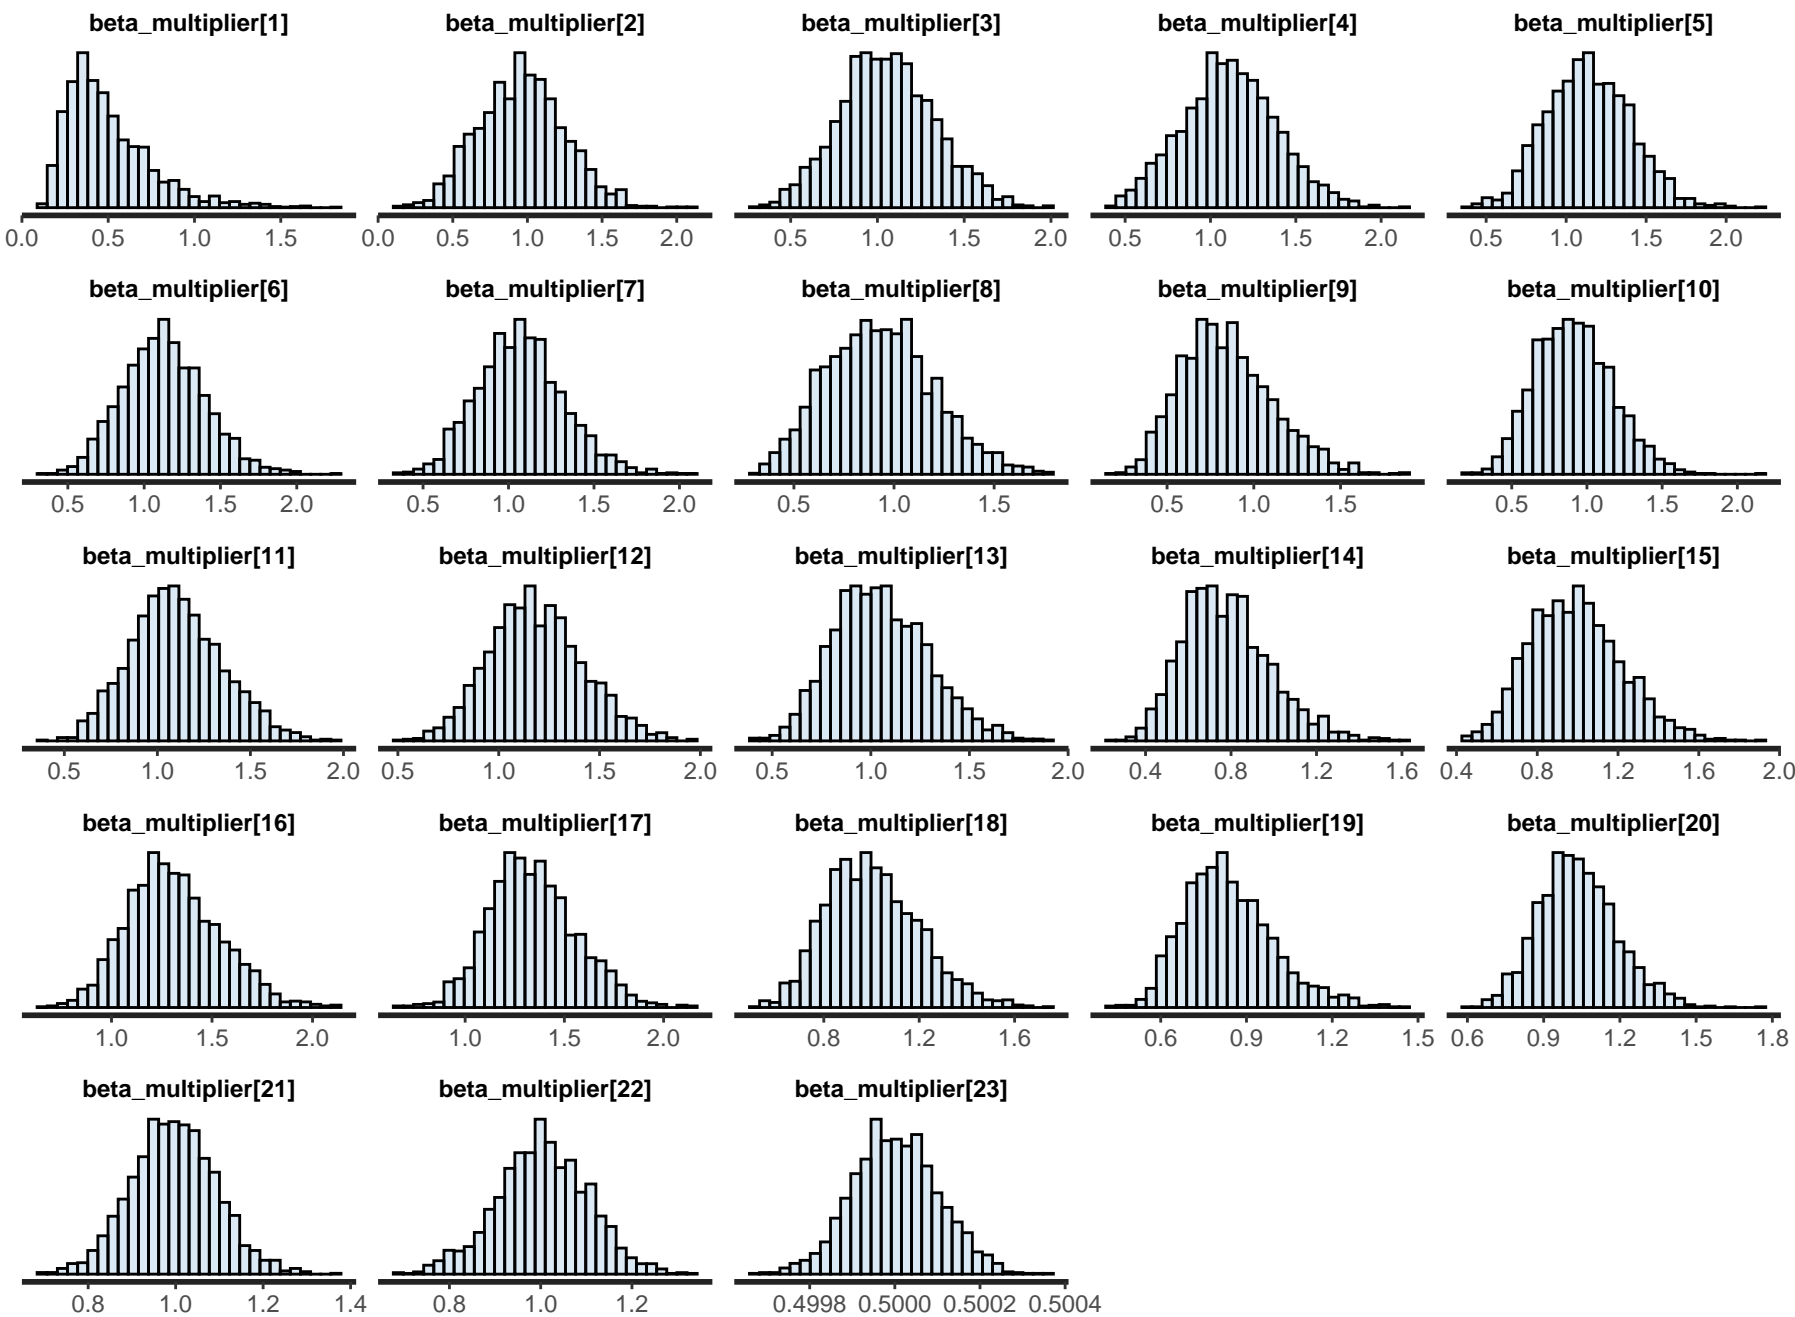 beta_multiplier[1] beta_multiplier[2] beta_multiplier[3] beta_multiplier[4] beta_multiplier[5]
0.0 0.5 1.0 1.5 0.0 0.5 1.0 1.5 2.0 0.5 1.0 1.5 2.0 0.5 1.0 1.5 2.0 0.5 1.0 1.5 2.0
beta_multiplier[6] beta_multiplier[7] beta_multiplier[8] beta_multiplier[9] beta_multiplier[10]
0.5 1.0 1.5 2.0 0.5 1.0 1.5 2.0 0.5 1.0 1.5 0.5 1.0 1.5 0.5 1.0 1.5 2.0
beta_multiplier[11] beta_multiplier[12] beta_multiplier[13] beta_multiplier[14] beta_multiplier[15]
0.5 1.0 1.5 2.0 0.5 1.0 1.5 2.0 0.5 1.0 1.5 2.0 0.4 0.8 1.2 1.6 0.4 0.8 1.2 1.6 2.0
beta_multiplier[16] beta_multiplier[17] beta_multiplier[18] beta_multiplier[19] beta_multiplier[20]
1.0 1.5 2.0 1.0 1.5 2.0 0.8 1.2 1.6 0.6 0.9 1.2 1.5 0.6 0.9 1.2 1.5 1.8
beta_multiplier[21] beta_multiplier[22] beta_multiplier[23]
0.8 1.0 1.2 1.4 0.8 1.0 1.2 0.4998 0.5000 0.5002 0.5004